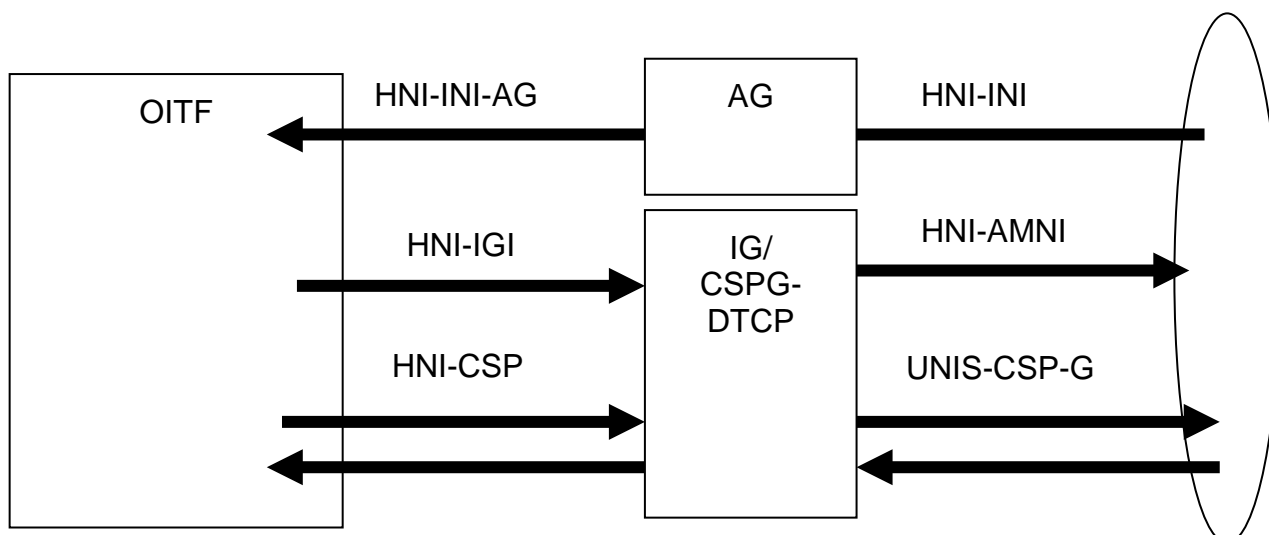 OITF
HNI-INI-AG
AG
HNI-INI
HNI-IGI
IG/
CSPG-
DTCP
HNI-AMNI
HNI-CSP
UNIS-CSP-G